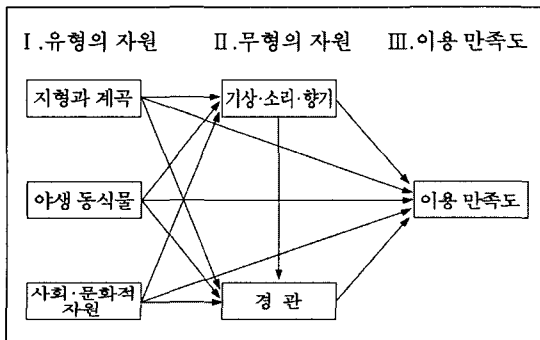 Ⅰ.유형의 자원 Ⅱ.무형의 자원 Ⅲ.이용 만족도
지형과 계곡 기상·소리·향기
야생 동식물 이용 만족도
사회·문화적
자원
경 관